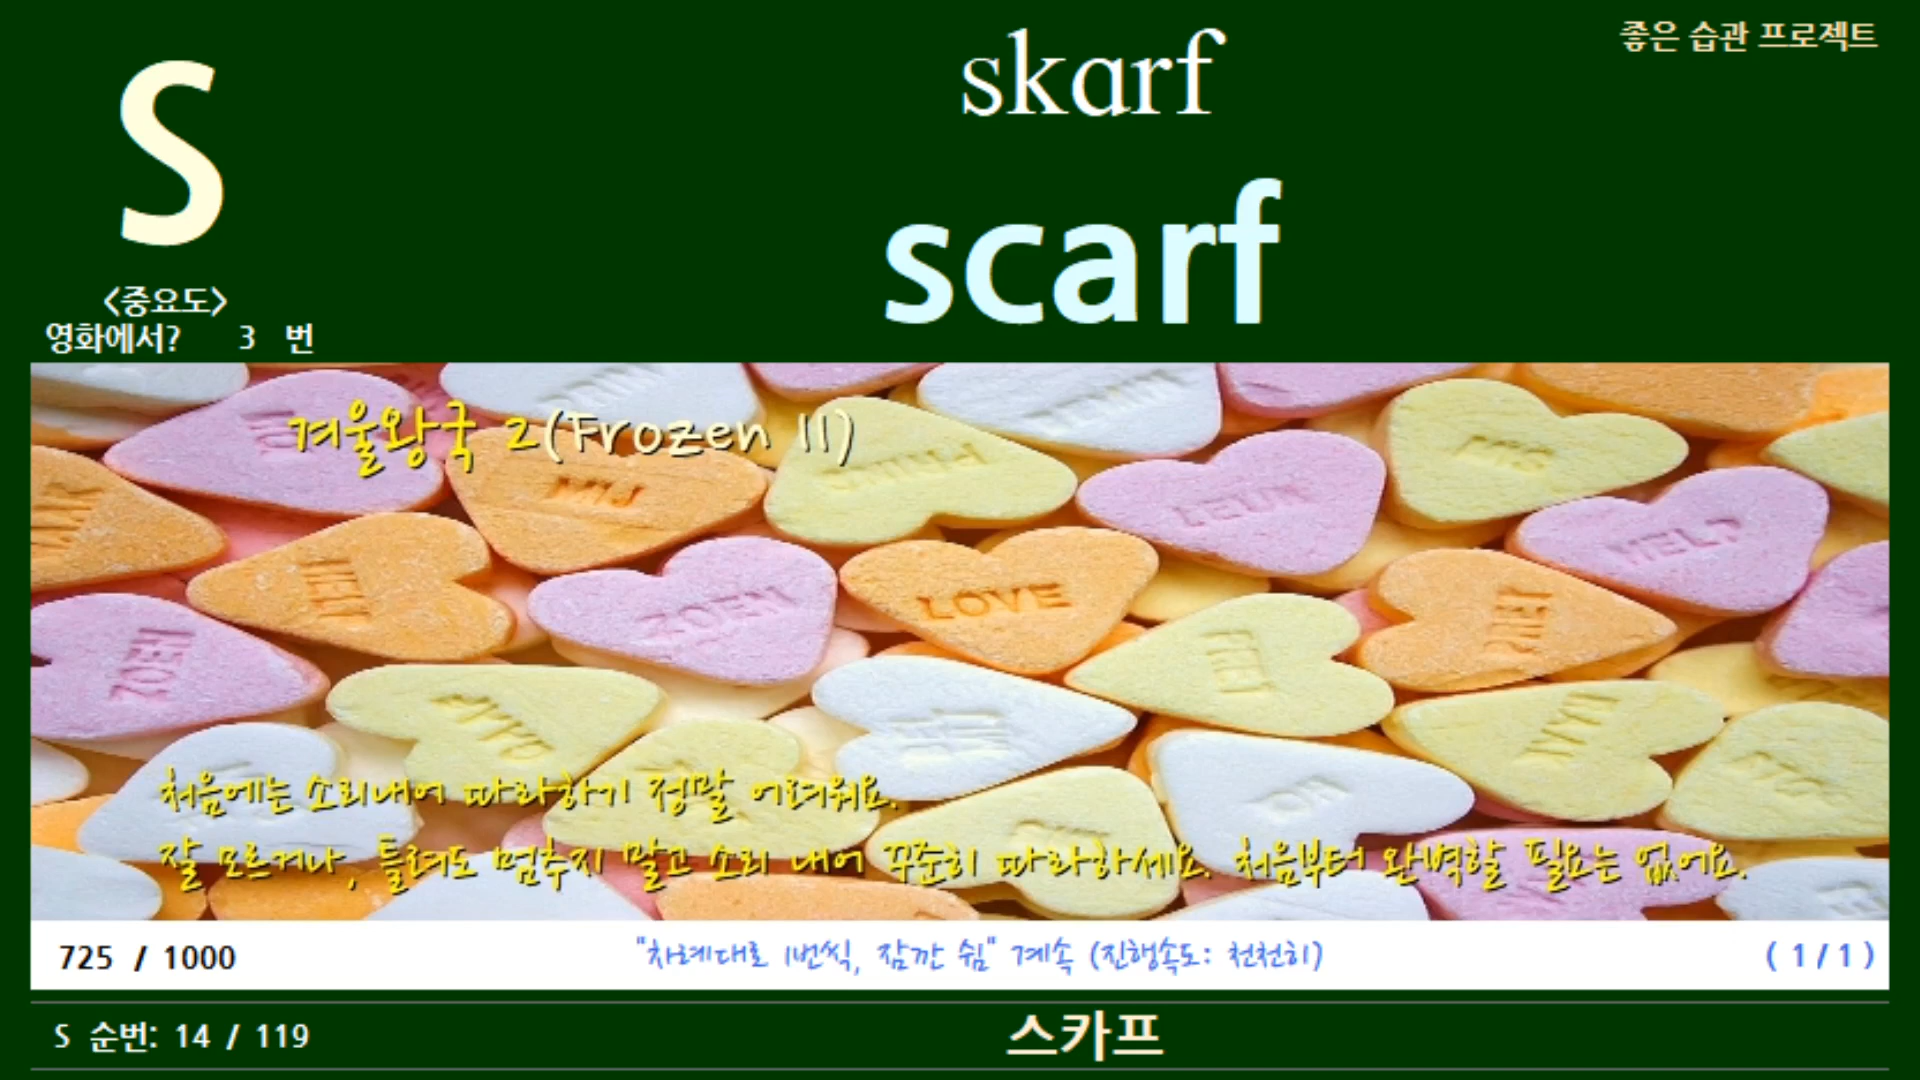 좋은 습관 프로젝트
S
skarf
scarf
<중요도>
영화에서? 3 번
겨울왕국 2(Frozen II)
MIJ
LEUK
HELP
ZOEN
LOVE
처음에는 소리내어 따라하기 정말 어려워요.
잘 모르거나, 틀려도 멈추지 말고 소리 내어 꾸준히 따라하세요. 처음부터 완벽할 필요는 없어요.
725 / 1000
"차례대로 1번씩, 잠깐 쉼" 계속 (진행속도: 천천히)
( 1 / 1 )
S 순번: 14 / 119
스카프